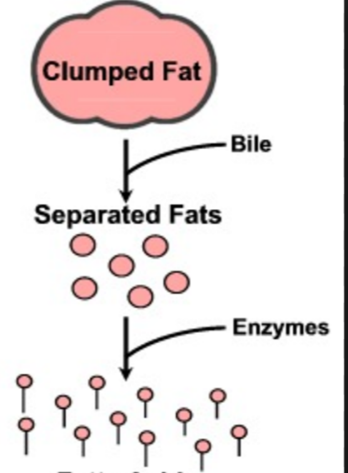 Clumped Fat
Bile
Separated Fats
Enzymes